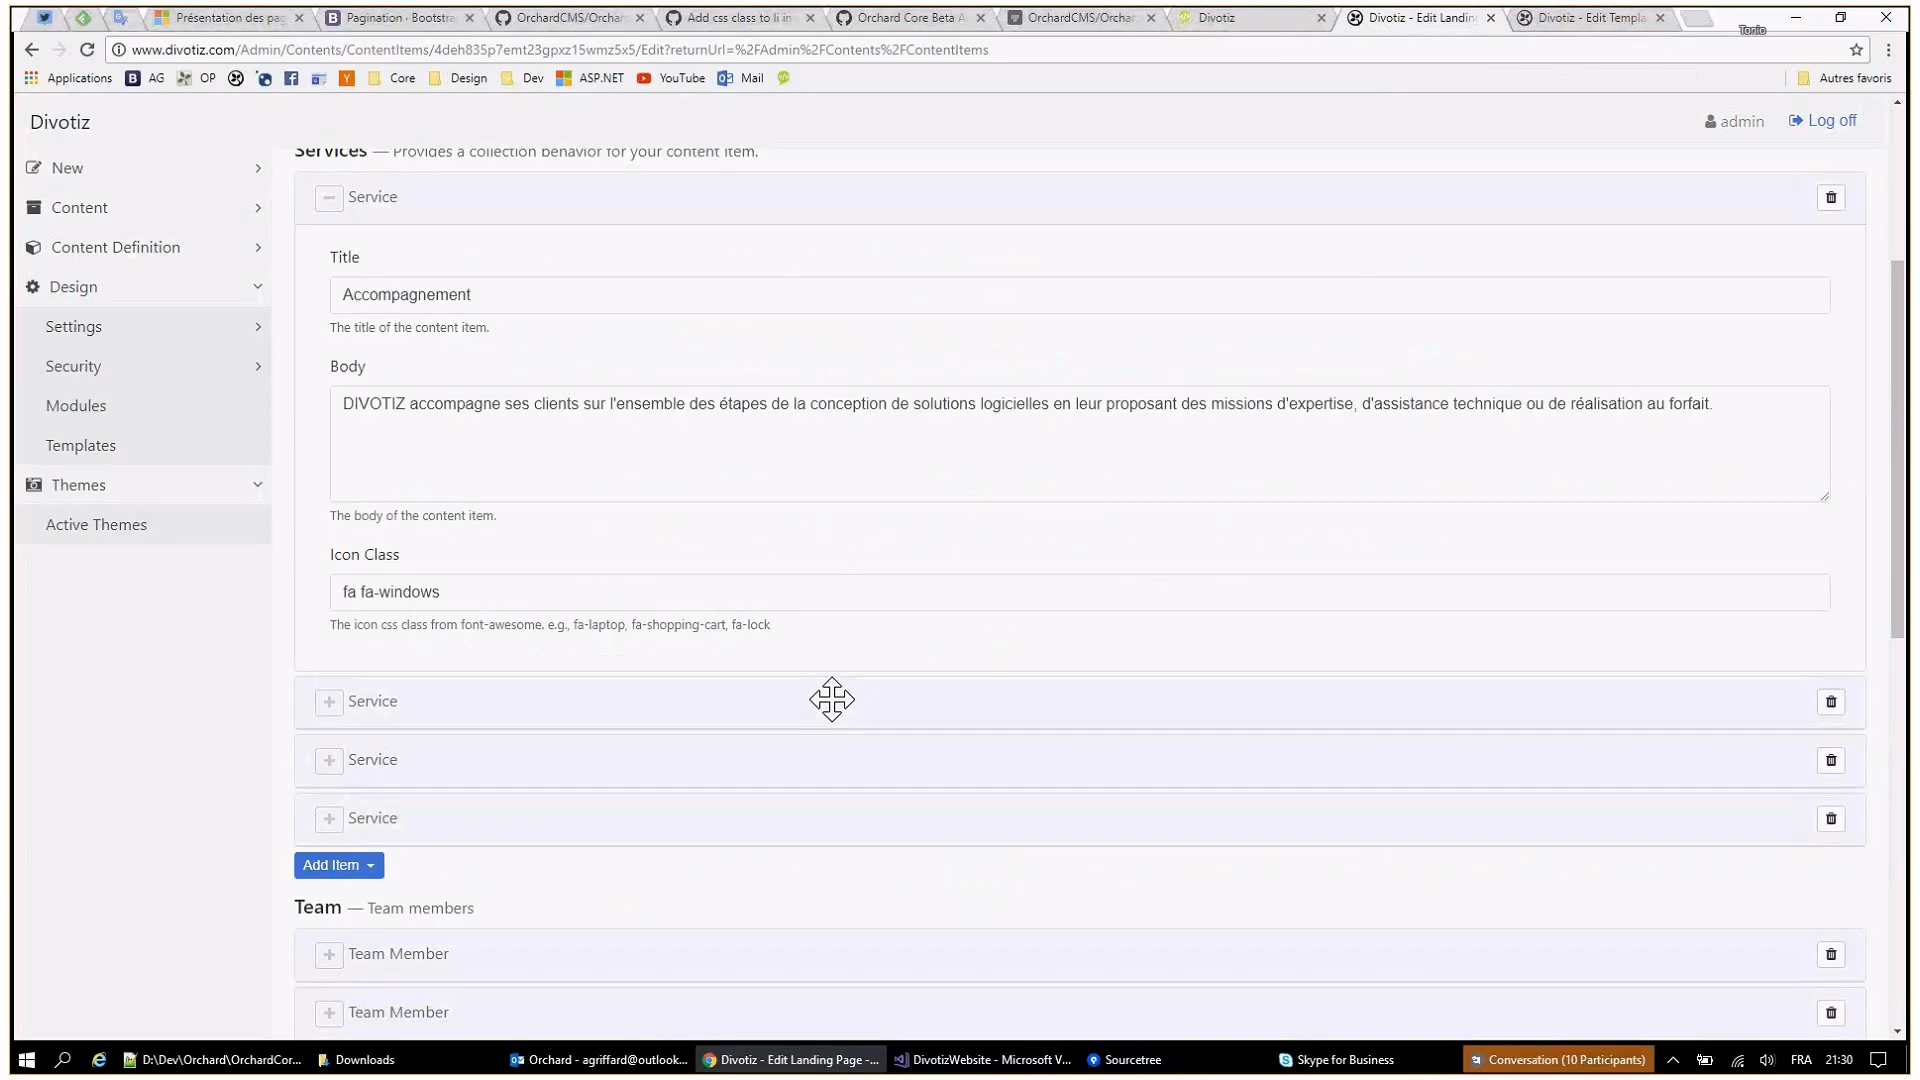 Présentation des pag
Pagination · Bootstra
OrchardCMS/Orchar
Add css class to li in
Orchard Core Beta A
OrchardCMS/Orchar
Divotiz
Divotiz - Edit Landin
Divotiz - Edit Templa
Tonio
www.divotiz.com/Admin/Contents/ContentItems/4deh835p7emt23gpxz15wmz5x5/Edit?returnUrl=%2FAdmin%2FContents%2FContentItems
Applications
AG
OP
Core
Design
Dev
ASP.NET
YouTube
Mail
Autres favoris
Divotiz
admin
Log off
New
Content
Content Definition
Design
Settings
Security
Modules
Templates
Themes
Active Themes
Services — Provides a collection behavior for your content item.
Service
Title
Accompagnement
The title of the content item.
Body
DIVOTIZ accompagne ses clients sur l'ensemble des étapes de la conception de solutions logicielles en leur proposant des missions d'expertise, d'assistance technique ou de réalisation au forfait.
The body of the content item.
Icon Class
fa fa-windows
The icon css class from font-awesome. e.g., fa-laptop, fa-shopping-cart, fa-lock
Service
Service
Service
Add Item
Team — Team members
Team Member
Team Member
D:\Dev\Orchard\OrchardCor...
Downloads
Orchard - agriffard@outlook...
Divotiz - Edit Landing Page -...
DivotizWebsite - Microsoft V...
Sourcetree
Skype for Business
Conversation (10 Participants)
FRA
21:30